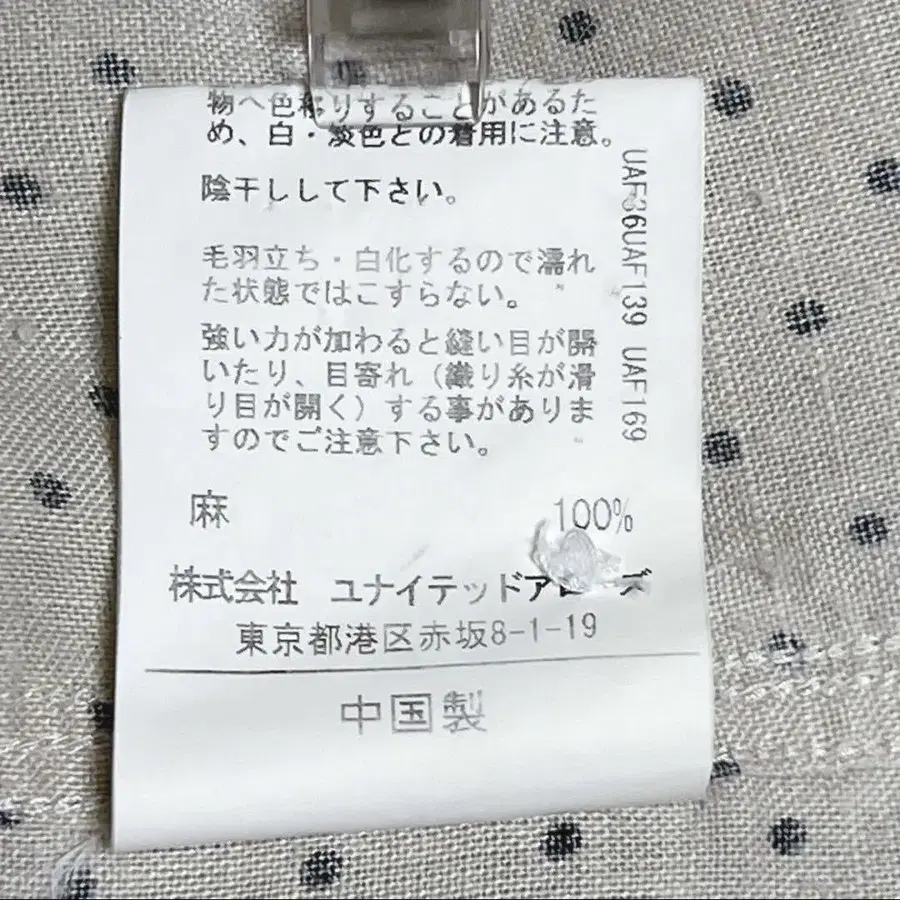 物へ色移りすることがあるた
め、白・淡色との着用に注意。
陰干しして下さい。
毛羽立ち・白化するので濡れ
た状態ではこすらない。
強い力が加わると縫い目が開
いたり、目寄れ（織り糸が滑
り目が開く）する事がありま
すのでご注意下さい。
麻 100%
株式会社 ユナイテッドアローズ
東京都港区赤坂8-1-19
中国製
UAF36UAF139 UAF169